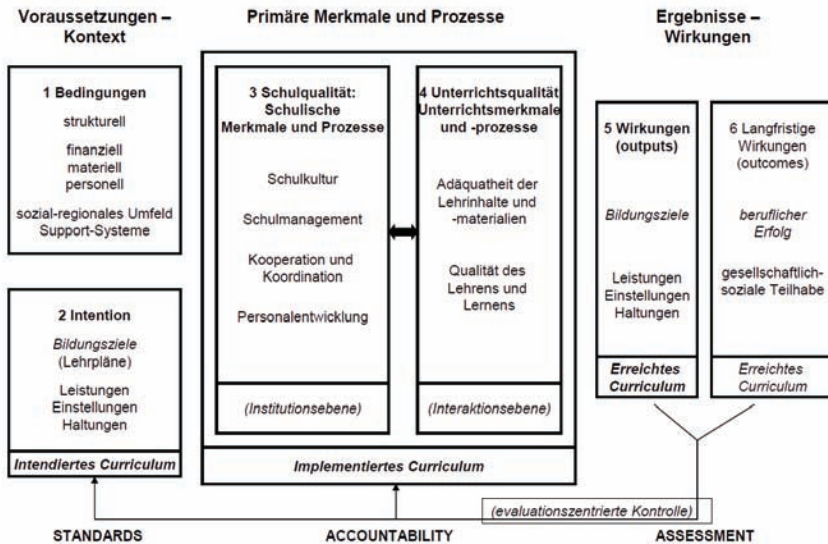 Voraussetzungen –
Kontext
Primäre Merkmale und Prozesse
Ergebnisse –
Wirkungen
1 Bedingungen
strukturell
finanziell
materiell
personell
sozial-regionales Umfeld
Support-Systeme
2 Intention
Bildungsziele
(Lehrpläne)
Leistungen
Einstellungen
Haltungen
Intendiertes Curriculum
3 Schulqualität:
Schulische
Merkmale und Prozesse
Schulkultur
Schulmanagement
Kooperation und
Koordination
Personalentwicklung
(Institutionsebene)
4 Unterrichtsqualität
Unterrichtsmerkmale
und -prozesse
Adäquatheit der
Lehrinhalte und
-materialien
Qualität des
Lehrens und
Lernens
(Interaktionsebene)
Implementiertes Curriculum
5 Wirkungen
(outputs)
Bildungsziele
Leistungen
Einstellungen
Haltungen
Erreichtes
Curriculum
6 Langfristige
Wirkungen
(outcomes)
beruflicher
Erfolg
gesellschaftlich-
soziale Teilhabe
Erreichtes
Curriculum
(evaluationszentrierte Kontrolle)
STANDARDS
ACCOUNTABILITY
ASSESSMENT